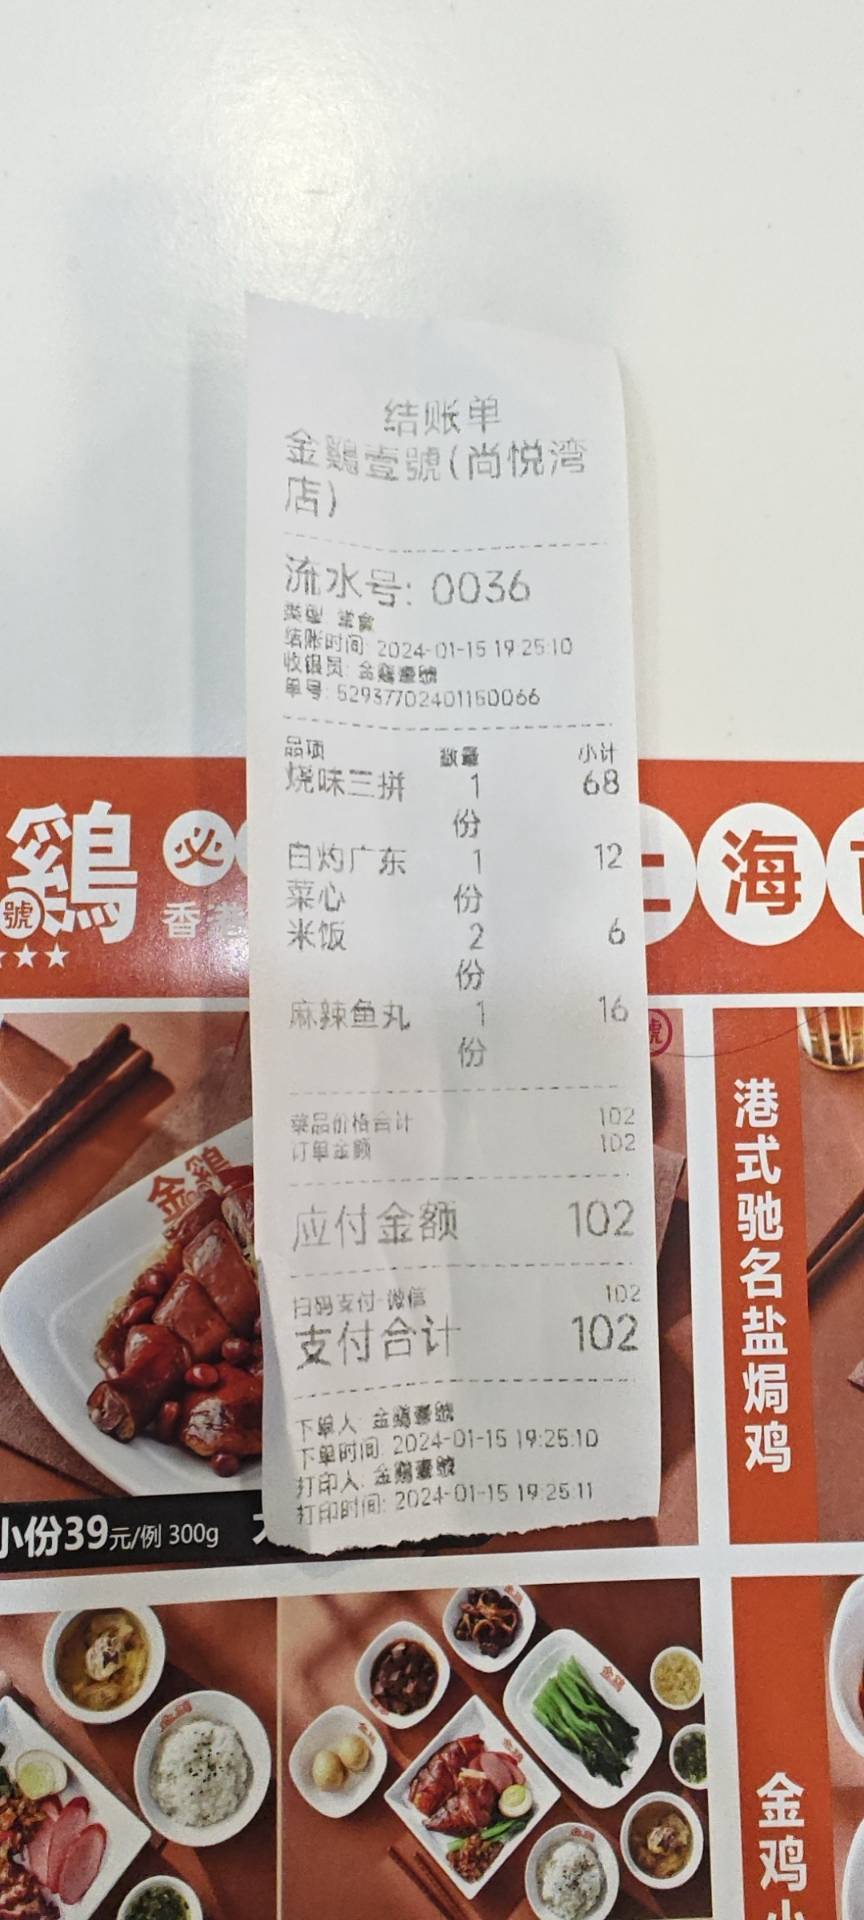 结账单
金鷄壹號(尚悦湾
店)
流水号: 0036
类型: 堂食
结账时间: 2024-01-15 19:25:10
收银员: 金鷄壹號
单号: 52937702401150066
品项 数量 小计
烧味三拼 1 68
份
白灼广东 1 12
菜心 份
米饭 2 6
份
麻辣鱼丸 1 16
份
菜品价格合计 102
订单金额 102
应付金额 102
扫码支付-微信 102
支付合计 102
下单人: 金鷄壹號
下单时间: 2024-01-15 19:25:10
打印人: 金鷄壹號
打印时间: 2024-01-15 19:25:11
鷄
號
必
香港
上海
港式驰名盐焗鸡
金鷄
小份39元/例 300g
金鸡小